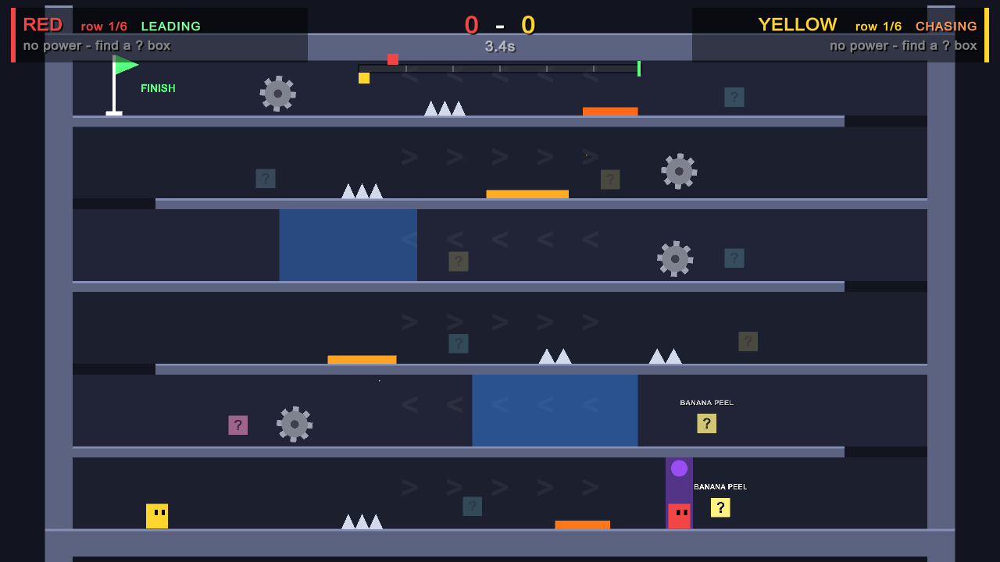 RED row 1/6 LEADING
no power - find a ? box
0 - 0
3.4s
YELLOW row 1/6 CHASING
no power - find a ? box
FINISH
< < < < <
?
> > > > >
? ?
< < < < <
? ?
> > > > >
? ?
BANANA PEEL
< < < < <
? ?
BANANA PEEL
> > > > >
? ?